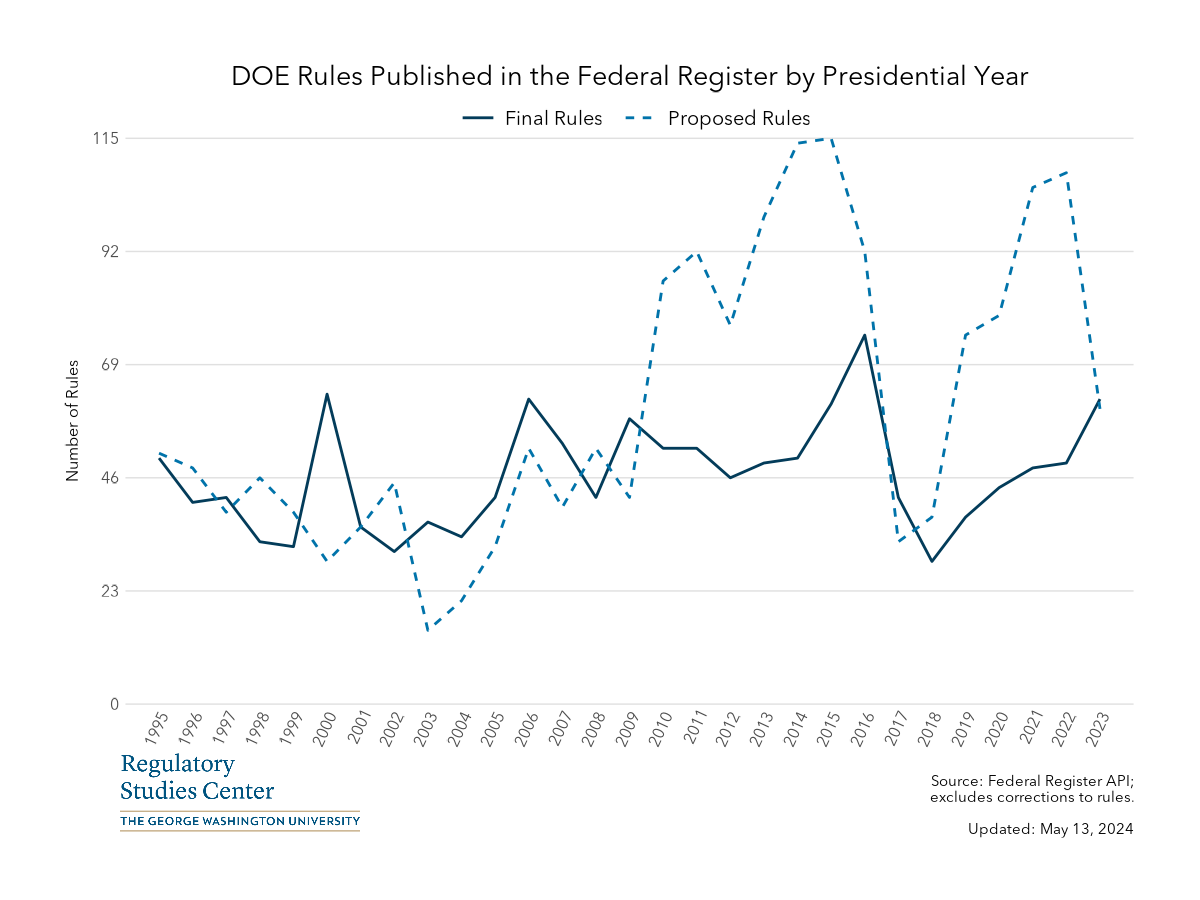 DOE Rules Published in the Federal Register by Presidential Year
Final Rules Proposed Rules
115
92
69
46
23
0
Number of Rules
1995 1996 1997 1998 1999 2000 2001 2002 2003 2004 2005 2006 2007 2008 2009 2010 2011 2012 2013 2014 2015 2016 2017 2018 2019 2020 2021 2022 2023
Regulatory
Studies Center
THE GEORGE WASHINGTON UNIVERSITY
Source: Federal Register API;
excludes corrections to rules.
Updated: May 13, 2024